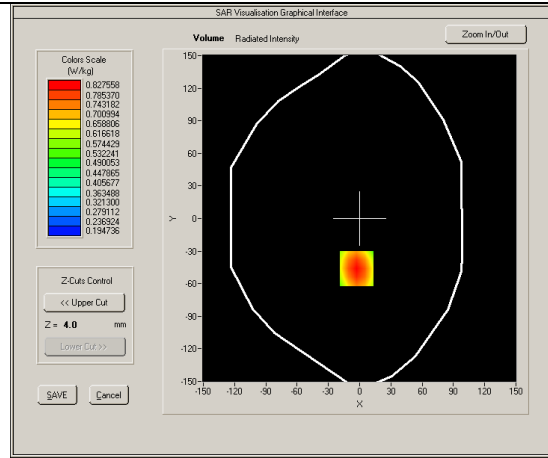 SAR Visualisation Graphical Interface
Volume Radiated Intensity
Zoom In/Out
Colors Scale
(W/kg)
0.827558
0.785370
0.743182
0.700994
0.658806
0.616618
0.574429
0.532241
0.490053
0.447865
0.405677
0.363488
0.321300
0.279112
0.236924
0.194736
Z-Cuts Control
<< Upper Cut
Z = 4.0 mm
Lower Cut >>
SAVE
Cancel
150
120
90
60
30
0
-30
-60
-90
-120
-150
Y
-150 -120 -90 -60 -30 0 30 60 90 120 150
X